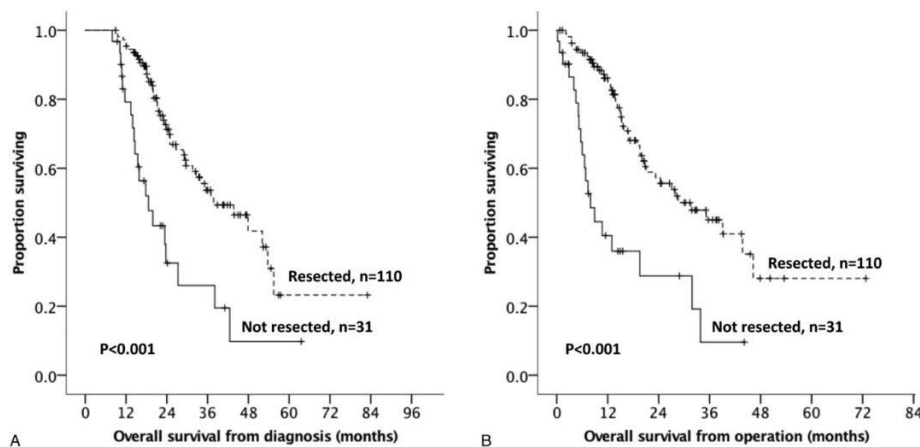 1.0
0.8
0.6
0.4
0.2
0.0
Proportion surviving
Resected, n=110
Not resected, n=31
P<0.001
0 12 24 36 48 60 72 84 96
Overall survival from diagnosis (months)
A
1.0
0.8
0.6
0.4
0.2
0.0
Proportion surviving
Resected, n=110
Not resected, n=31
P<0.001
0 12 24 36 48 60 72 84
Overall survival from operation (months)
B